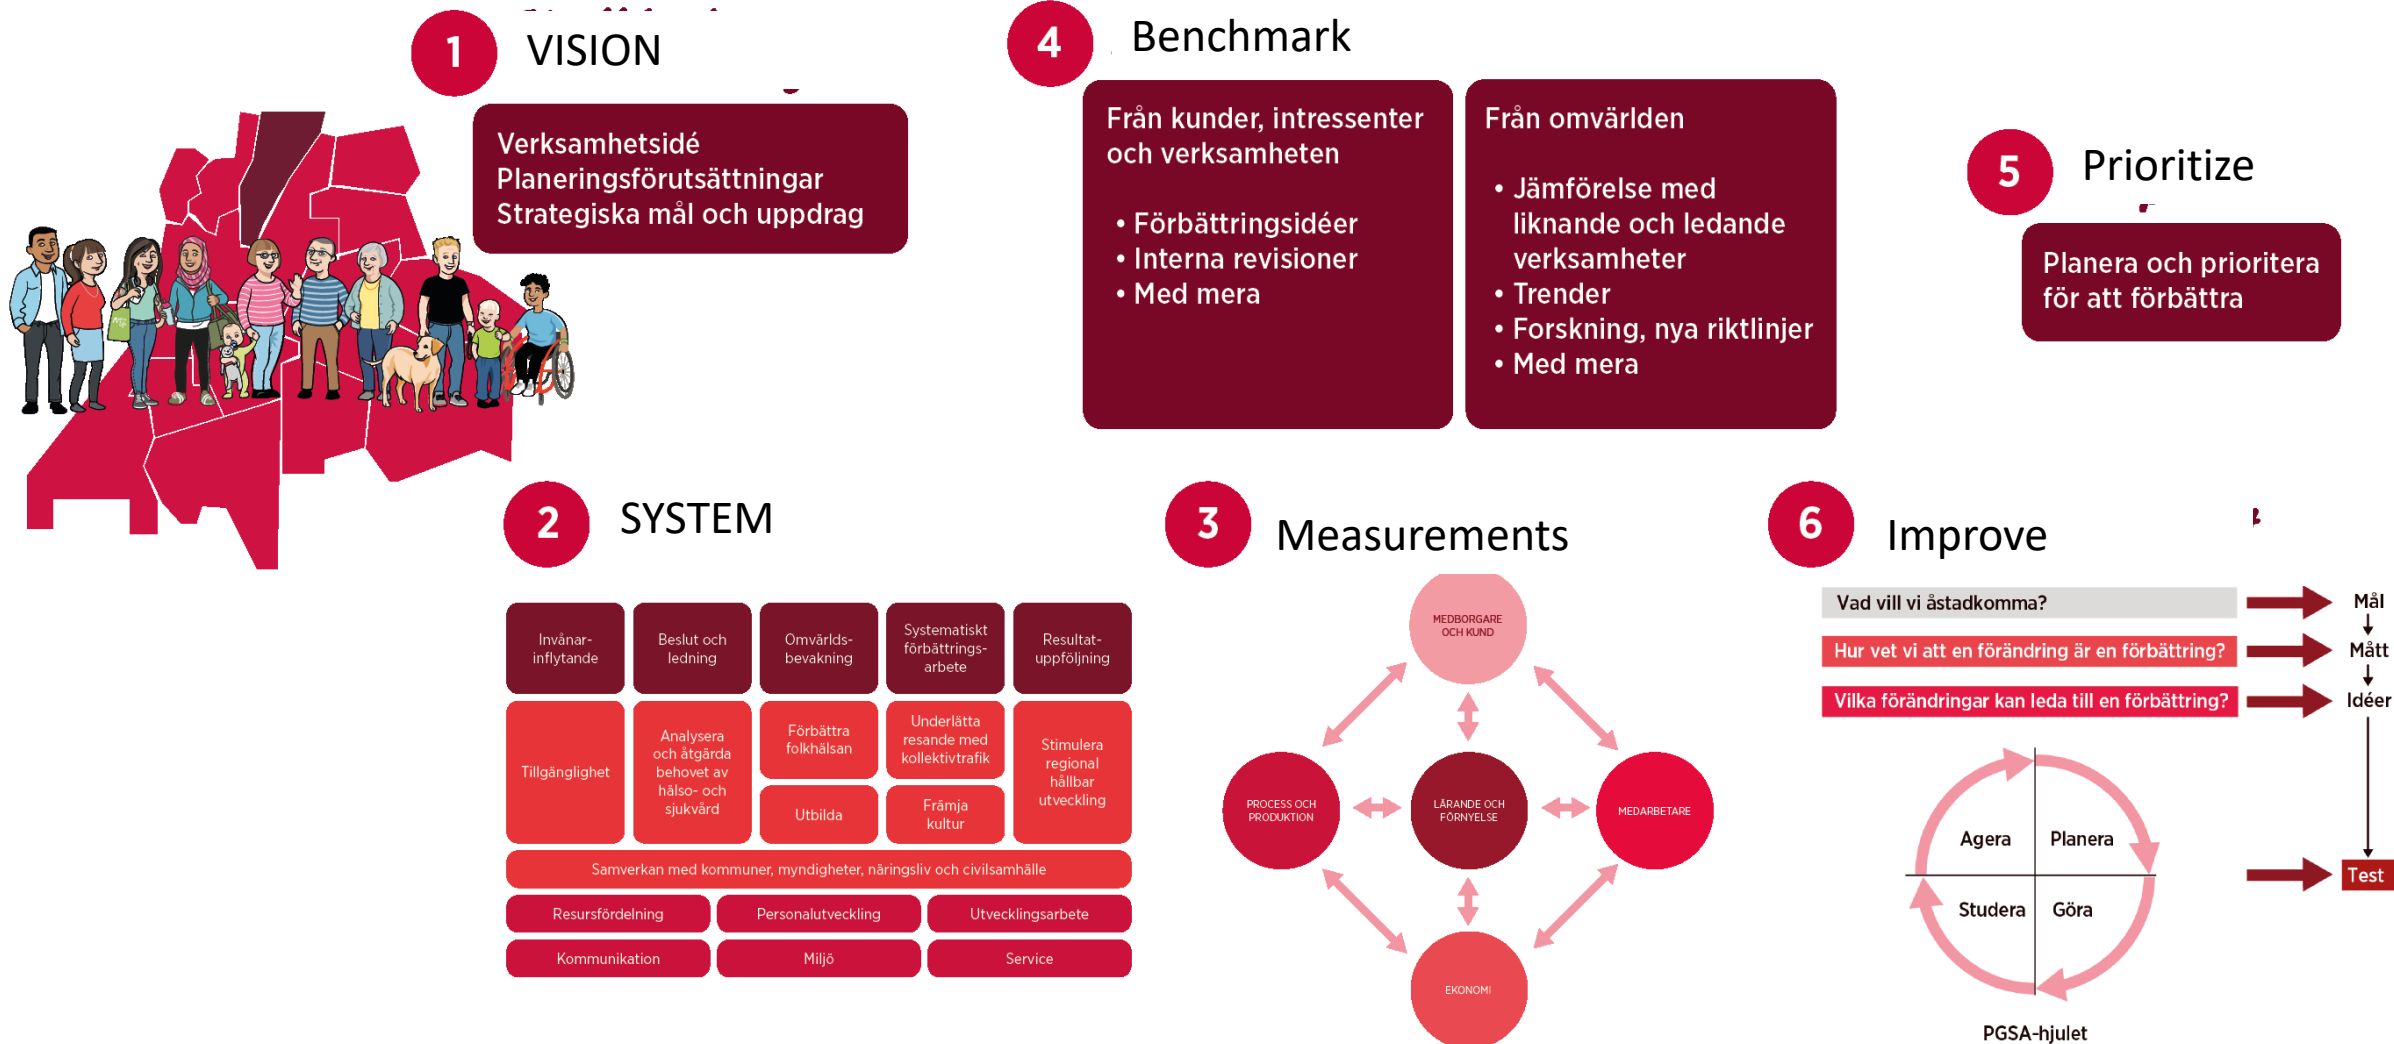 1
VISION
Verksamhetsidé
Planeringsförutsättningar
Strategiska mål och uppdrag
2
SYSTEM
Invånar-
inflytande
Beslut och
ledning
Omvärlds-
bevakning
Systematiskt
förbättrings-
arbete
Resultat-
uppföljning
Tillgänglighet
Analysera
och åtgärda
behovet av
hälso- och
sjukvård
Förbättra
folkhälsan
Utbilda
Underlätta
resande med
kollektivtrafik
Främja
kultur
Stimulera
regional
hållbar
utveckling
Samverkan med kommuner, myndigheter, näringsliv och civilsamhälle
Resursfördelning
Personalutveckling
Utvecklingsarbete
Kommunikation
Miljö
Service
3
Measurements
MEDBORGARE
OCH KUND
PROCESS OCH
PRODUKTION
LÄRANDE OCH
FÖRNYELSE
MEDARBETARE
EKONOMI
4
Benchmark
Från kunder, intressenter
och verksamheten
• Förbättringsidéer
• Interna revisioner
• Med mera
Från omvärlden
• Jämförelse med
liknande och ledande
verksamheter
• Trender
• Forskning, nya riktlinjer
• Med mera
5
Prioritize
Planera och prioritera
för att förbättra
6
Improve
Vad vill vi åstadkomma?
Mål
Hur vet vi att en förändring är en förbättring?
Mått
Vilka förändringar kan leda till en förbättring?
Idéer
Agera
Planera
Studera
Göra
Test
PGSA-hjulet